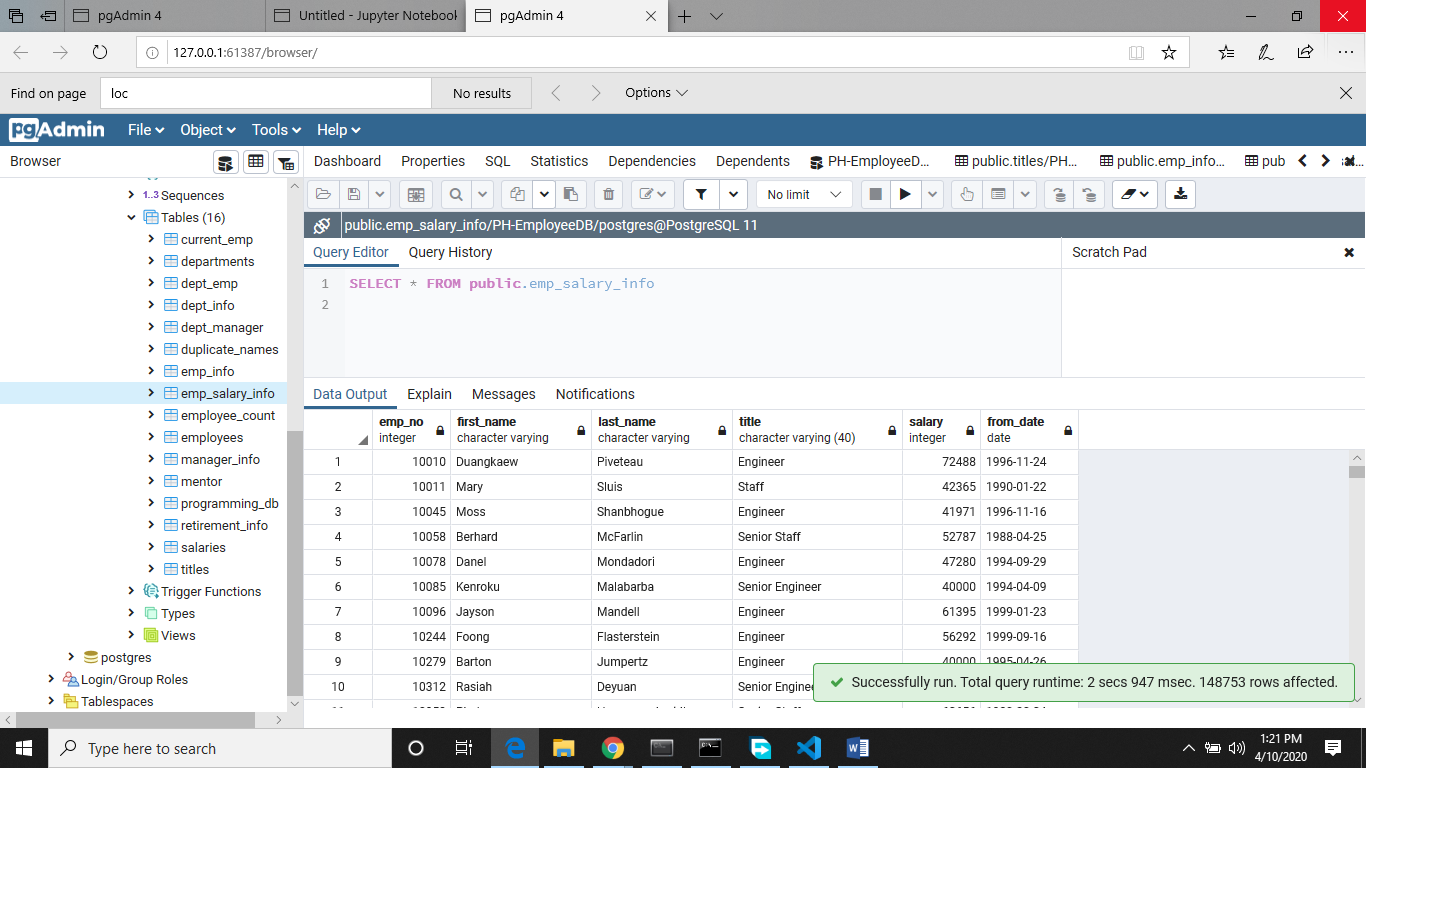 pgAdmin 4
Untitled - Jupyter Notebook
pgAdmin 4
127.0.0.1:61387/browser/
Find on page
loc
No results
Options
pgAdmin
File
Object
Tools
Help
Browser
Dashboard
Properties
SQL
Statistics
Dependencies
Dependents
PH-EmployeeD...
public.titles/PH...
public.emp_info...
pub
Sequences
Tables (16)
current_emp
departments
dept_emp
dept_info
dept_manager
duplicate_names
emp_info
emp_salary_info
employee_count
employees
manager_info
mentor
programming_db
retirement_info
salaries
titles
Trigger Functions
Types
Views
postgres
Login/Group Roles
Tablespaces
No limit
public.emp_salary_info/PH-EmployeeDB/postgres@PostgreSQL 11
Query Editor
Query History
Scratch Pad
1 SELECT * FROM public.emp_salary_info
2
Data Output
Explain
Messages
Notifications
emp_no first_name last_name title salary from_date
integer character varying character varying character varying (40) integer date
1 10010 Duangkaew Piveteau Engineer 72488 1996-11-24
2 10011 Mary Sluis Staff 42365 1990-01-22
3 10045 Moss Shanbhogue Engineer 41971 1996-11-16
4 10058 Berhard McFarlin Senior Staff 52787 1988-04-25
5 10078 Danel Mondadori Engineer 47280 1994-09-29
6 10085 Kenroku Malabarba Senior Engineer 40000 1994-04-09
7 10096 Jayson Mandell Engineer 61395 1999-01-23
8 10244 Foong Flasterstein Engineer 56292 1999-09-16
9 10279 Barton Jumpertz Engineer 40000 1995-04-26
10 10312 Rasiah Deyuan Senior Enginee
Successfully run. Total query runtime: 2 secs 947 msec. 148753 rows affected.
Type here to search
1:21 PM
4/10/2020